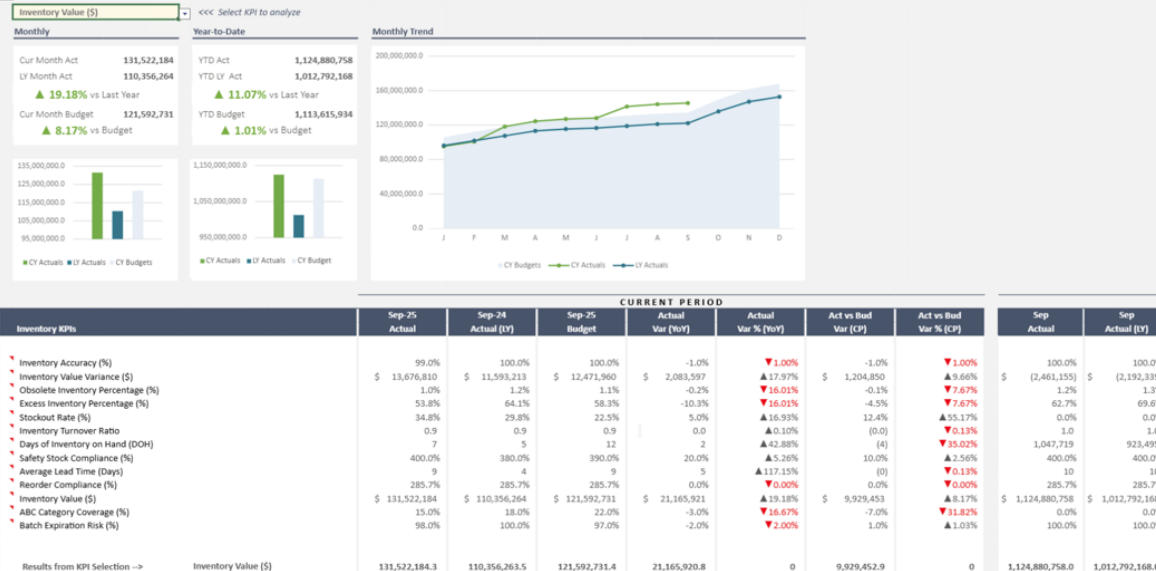 Inventory Value ($)
<<< Select KPI to analyze
Monthly
Cur Month Act 131,522,184
LY Month Act 110,356,264
▲ 19.18% vs Last Year
Cur Month Budget 121,592,731
▲ 8.17% vs Budget
135,000,000.0
125,000,000.0
115,000,000.0
105,000,000.0
95,000,000.0
CY Actuals LY Actuals CY Budgets
Year-to-Date
YTD Act 1,124,880,758
YTD LY Act 1,012,792,168
▲ 11.07% vs Last Year
YTD Budget 1,113,615,934
▲ 1.01% vs Budget
1,150,000,000.0
1,050,000,000.0
950,000,000.0
CY Actuals LY Actuals CY Budget
Monthly Trend
200,000,000.0
160,000,000.0
120,000,000.0
80,000,000.0
40,000,000.0
0.0
J F M A M J J A S O N D
CY Budgets CY Actuals LY Actuals
CURRENT PERIOD
Sep-25 Sep-24 Sep-25 Actual Actual Act vs Bud Act vs Bud Sep Sep
Inventory KPIs Actual Actual (LY) Budget Var (YoY) Var % (YoY) Var (CP) Var % (CP) Actual Actual (LY)
Inventory Accuracy (%) 99.0% 100.0% 100.0% -1.0% ▼1.00% -1.0% ▼1.00% 100.0% 100.0
Inventory Value Variance ($) $ 13,676,810 $ 11,593,213 $ 12,471,960 $ 2,083,597 ▲17.97% $ 1,204,850 ▲9.66% $ (2,461,155) $ (2,192,339
Obsolete Inventory Percentage (%) 1.0% 1.2% 1.1% -0.2% ▼16.01% -0.1% ▼7.67% 1.2% 1.3
Excess Inventory Percentage (%) 53.8% 64.1% 58.3% -10.3% ▼16.01% -4.5% ▼7.67% 62.7% 69.6
Stockout Rate (%) 34.8% 29.8% 22.5% 5.0% ▲16.93% 12.4% ▲55.17% 0.0% 0.0
Inventory Turnover Ratio 0.9 0.9 0.9 0.0 ▲0.10% (0.0) ▼0.13% 1.0 1.0
Days of Inventory on Hand (DOH) 7 5 12 2 ▲42.88% (4) ▼35.02% 1,047,719 923,495
Safety Stock Compliance (%) 400.0% 380.0% 390.0% 20.0% ▲5.26% 10.0% ▲2.56% 400.0% 400.0
Average Lead Time (Days) 9 4 9 5 ▲117.15% (0) ▼0.13% 10 10
Reorder Compliance (%) 285.7% 285.7% 285.7% 0.0% ▼0.00% 0.0% ▼0.00% 285.7% 285.7
Inventory Value ($) $ 131,522,184 $ 110,356,264 $ 121,592,731 $ 21,165,921 ▲19.18% $ 9,929,453 ▲8.17% $ 1,124,880,758 $ 1,012,792,168
ABC Category Coverage (%) 15.0% 18.0% 22.0% -3.0% ▼16.67% -7.0% ▼31.82% 0.0% 0.0
Batch Expiration Risk (%) 98.0% 100.0% 97.0% -2.0% ▼2.00% 1.0% ▲1.03% 100.0% 100.0
Results from KPI Selection --> Inventory Value ($) 131,522,184.3 110,356,263.5 121,592,731.4 21,165,920.8 0 9,929,452.9 0 1,124,880,758.0 1,012,792,168.